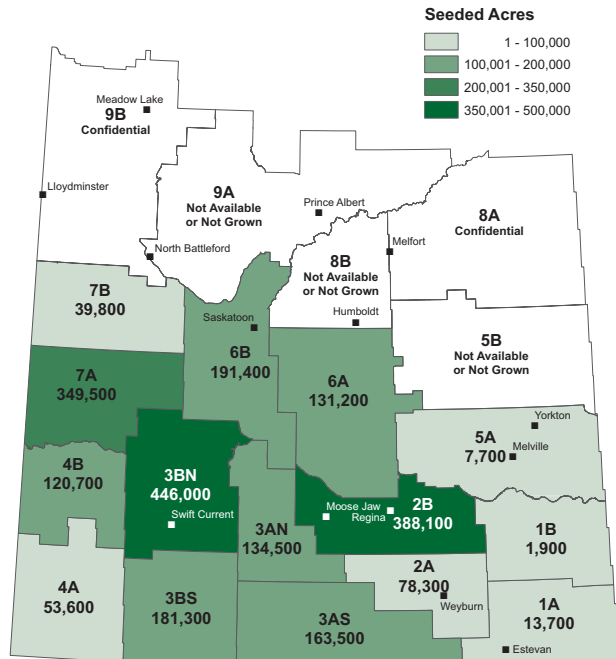 Seeded Acres
1 - 100,000
100,001 - 200,000
200,001 - 350,000
350,001 - 500,000
Meadow Lake
9B
Confidential
Lloydminster
9A
Not Available
or Not Grown
Prince Albert
North Battleford
8A
Confidential
8B
Not Available
or Not Grown
Melfort
Humboldt
7B
39,800
Saskatoon
6B
191,400
5B
Not Available
or Not Grown
7A
349,500
6A
131,200
Yorkton
5A
7,700
Melville
4B
120,700
3BN
446,000
Swift Current
3AN
134,500
Moose Jaw
Regina
2B
388,100
1B
1,900
4A
53,600
3BS
181,300
2A
78,300
Weyburn
3AS
163,500
1A
13,700
Estevan